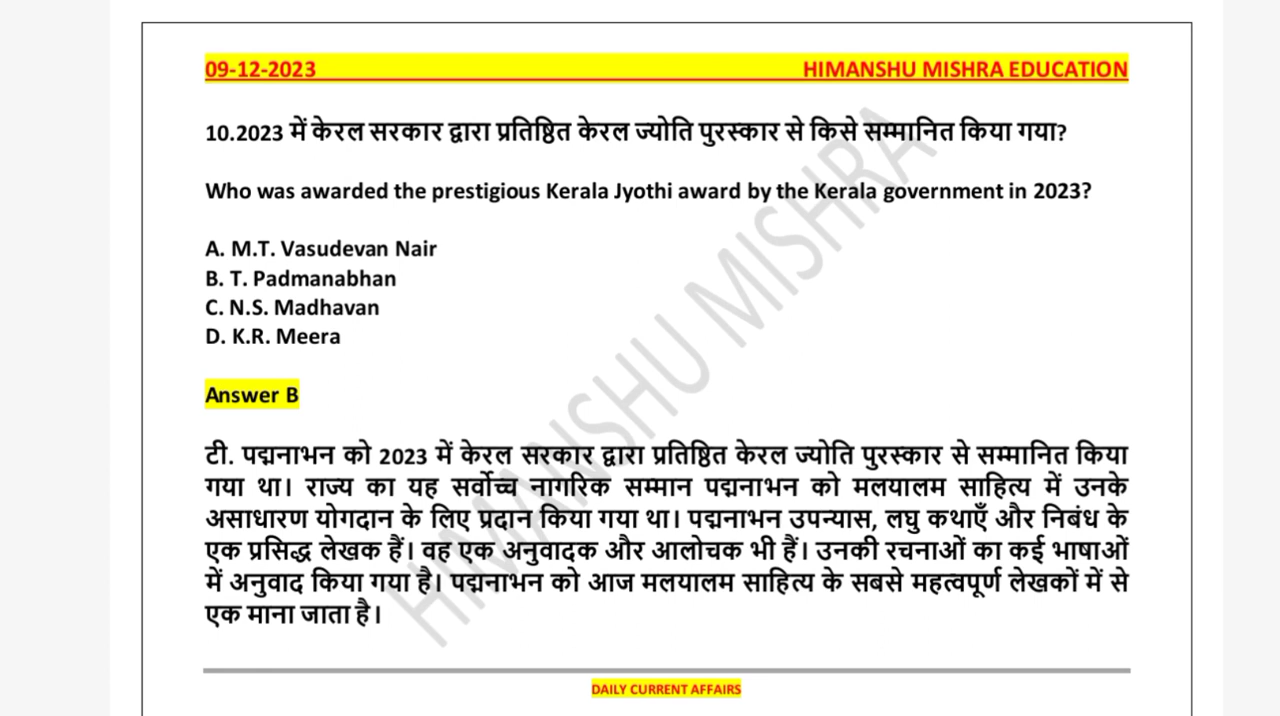 09-12-2023 HIMANSHU MISHRA EDUCATION
10.2023 में केरल सरकार द्वारा प्रतिष्ठित केरल ज्योति पुरस्कार से किसे सम्मानित किया गया?
Who was awarded the prestigious Kerala Jyothi award by the Kerala government in 2023?
A. M.T. Vasudevan Nair
B. T. Padmanabhan
C. N.S. Madhavan
D. K.R. Meera
Answer B
टी. पद्मनाभन को 2023 में केरल सरकार द्वारा प्रतिष्ठित केरल ज्योति पुरस्कार से सम्मानित किया
गया था। राज्य का यह सर्वोच्च नागरिक सम्मान पद्मनाभन को मलयालम साहित्य में उनके
असाधारण योगदान के लिए प्रदान किया गया था। पद्मनाभन उपन्यास, लघु कथाएँ और निबंध के
एक प्रसिद्ध लेखक हैं। वह एक अनुवादक और आलोचक भी हैं। उनकी रचनाओं का कई भाषाओं
में अनुवाद किया गया है। पद्मनाभन को आज मलयालम साहित्य के सबसे महत्वपूर्ण लेखकों में से
एक माना जाता है।
HIMANSHU MISHRA
DAILY CURRENT AFFAIRS